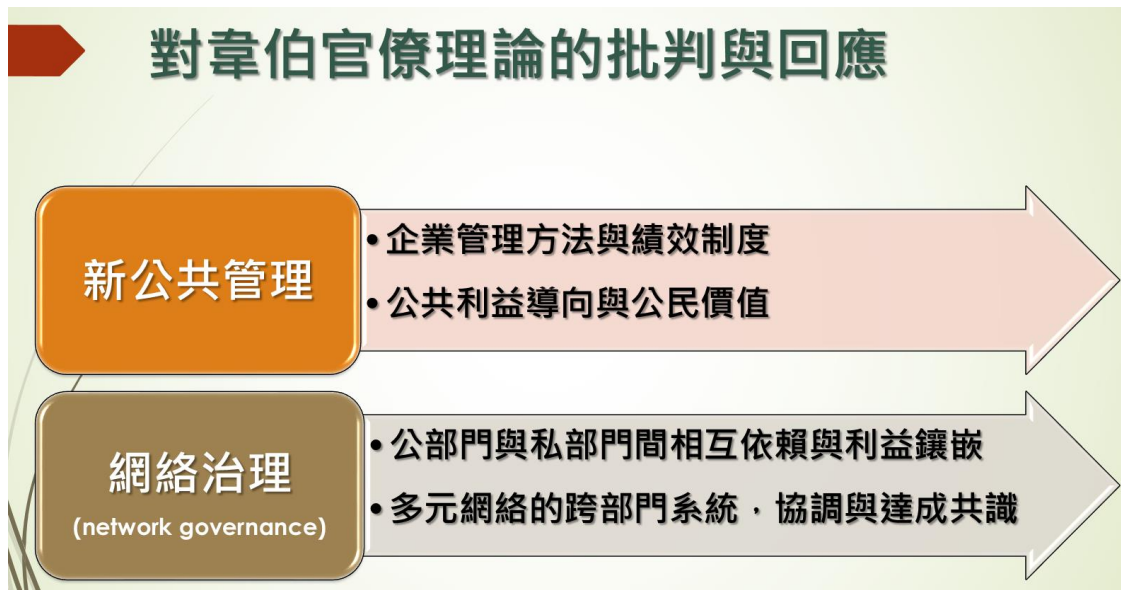 對韋伯官僚理論的批判與回應
新公共管理
•企業管理方法與績效制度
•公共利益導向與公民價值
網絡治理
(network governance)
•公部門與私部門間相互依賴與利益鑲嵌
•多元網絡的跨部門系統，協調與達成共識